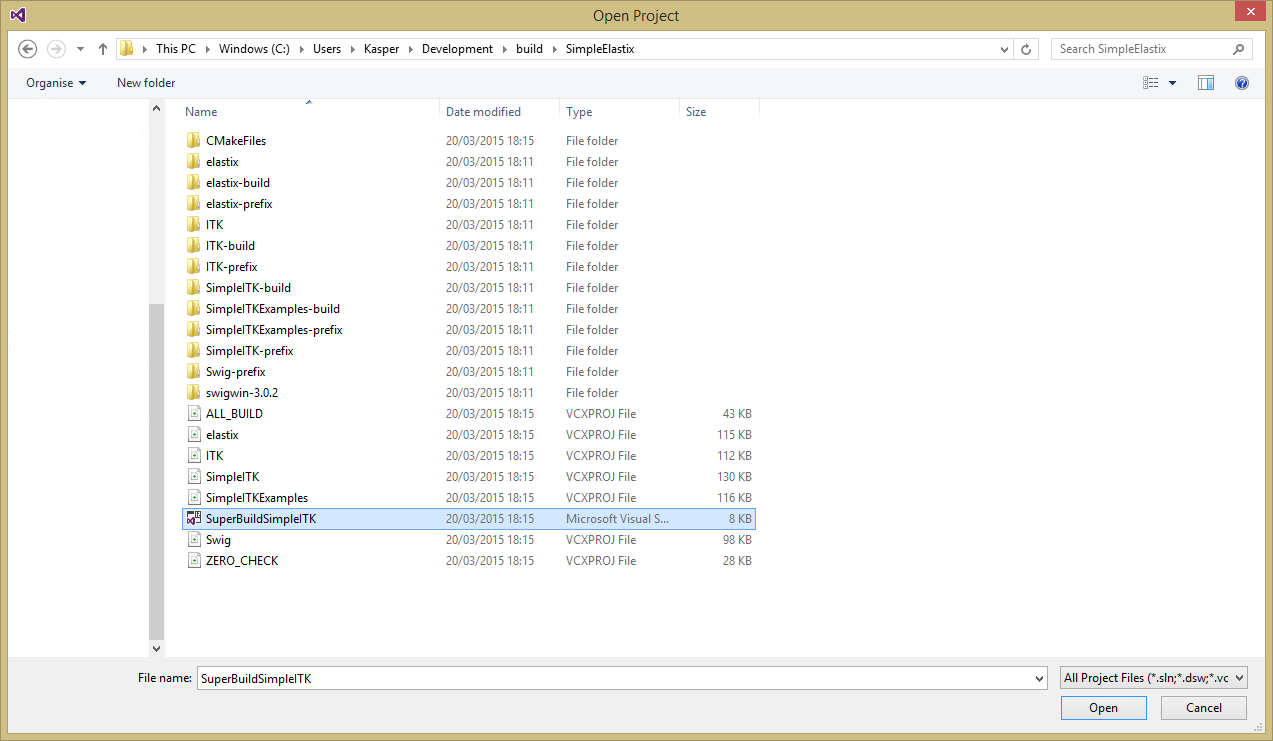 Open Project
This PC Windows (C:) Users Kasper Development build SimpleElastix Search SimpleElastix
Organise New folder
Name Date modified Type Size
CMakeFiles 20/03/2015 18:15 File folder
elastix 20/03/2015 18:11 File folder
elastix-build 20/03/2015 18:11 File folder
elastix-prefix 20/03/2015 18:11 File folder
ITK 20/03/2015 18:11 File folder
ITK-build 20/03/2015 18:11 File folder
ITK-prefix 20/03/2015 18:11 File folder
SimpleITK-build 20/03/2015 18:11 File folder
SimpleITKExamples-build 20/03/2015 18:11 File folder
SimpleITKExamples-prefix 20/03/2015 18:11 File folder
SimpleITK-prefix 20/03/2015 18:11 File folder
Swig-prefix 20/03/2015 18:11 File folder
swigwin-3.0.2 20/03/2015 18:11 File folder
ALL_BUILD 20/03/2015 18:15 VCXPROJ File 43 KB
elastix 20/03/2015 18:15 VCXPROJ File 115 KB
ITK 20/03/2015 18:15 VCXPROJ File 112 KB
SimpleITK 20/03/2015 18:15 VCXPROJ File 130 KB
SimpleITKExamples 20/03/2015 18:15 VCXPROJ File 116 KB
SuperBuildSimpleITK 20/03/2015 18:15 Microsoft Visual S... 8 KB
Swig 20/03/2015 18:15 VCXPROJ File 98 KB
ZERO_CHECK 20/03/2015 18:15 VCXPROJ File 28 KB
File name: SuperBuildSimpleITK All Project Files (*.sln;*.dsw;*.vc
Open Cancel